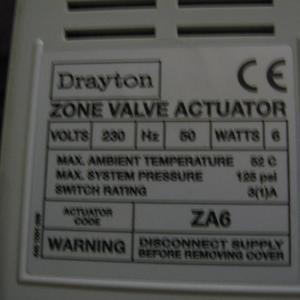 Drayton CE
ZONE VALVE ACTUATOR
VOLTS 230 Hz 50 WATTS 6
MAX. AMBIENT TEMPERATURE 52 C
MAX. SYSTEM PRESSURE 125 psi
SWITCH RATING 3(1)A
ACTUATOR CODE ZA6
WARNING DISCONNECT SUPPLY
BEFORE REMOVING COVER